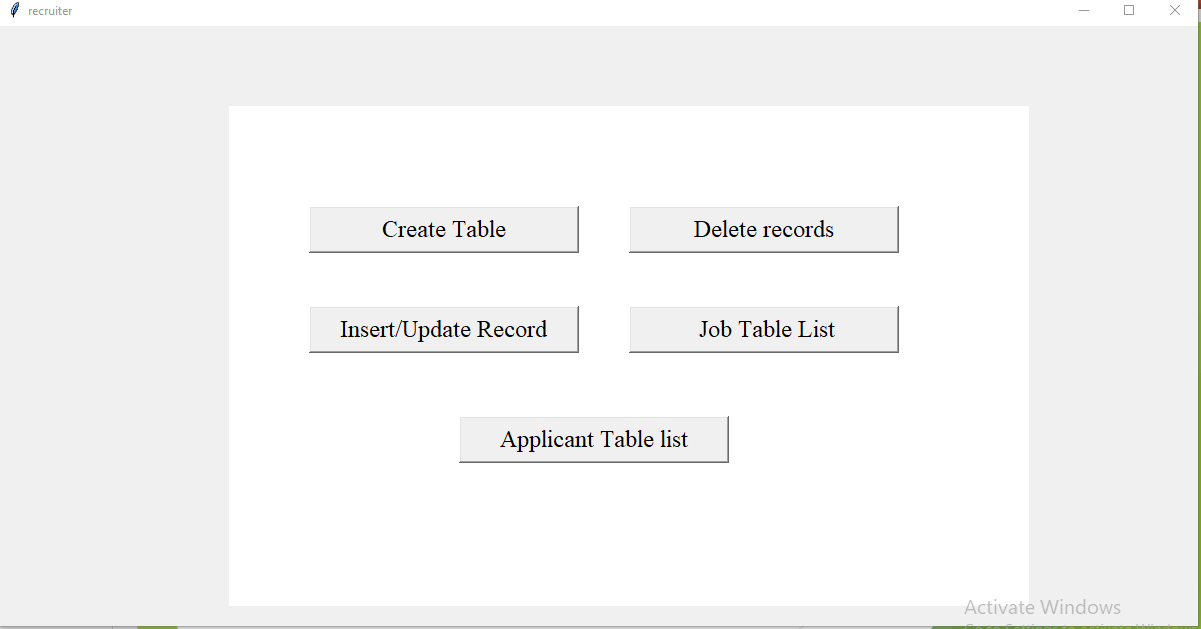 recruiter
Create Table
Delete records
Insert/Update Record
Job Table List
Applicant Table list
Activate Windows